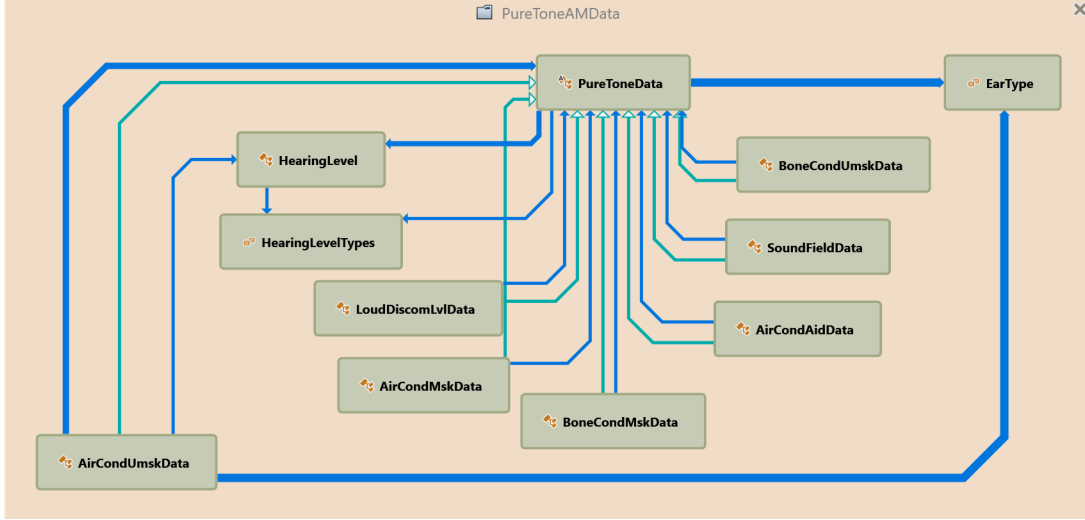 PureToneAMData
PureToneData
EarType
HearingLevel
BoneCondUmskData
HearingLevelTypes
SoundFieldData
LoudDiscomLvlData
AirCondAidData
AirCondMskData
BoneCondMskData
AirCondUmskData